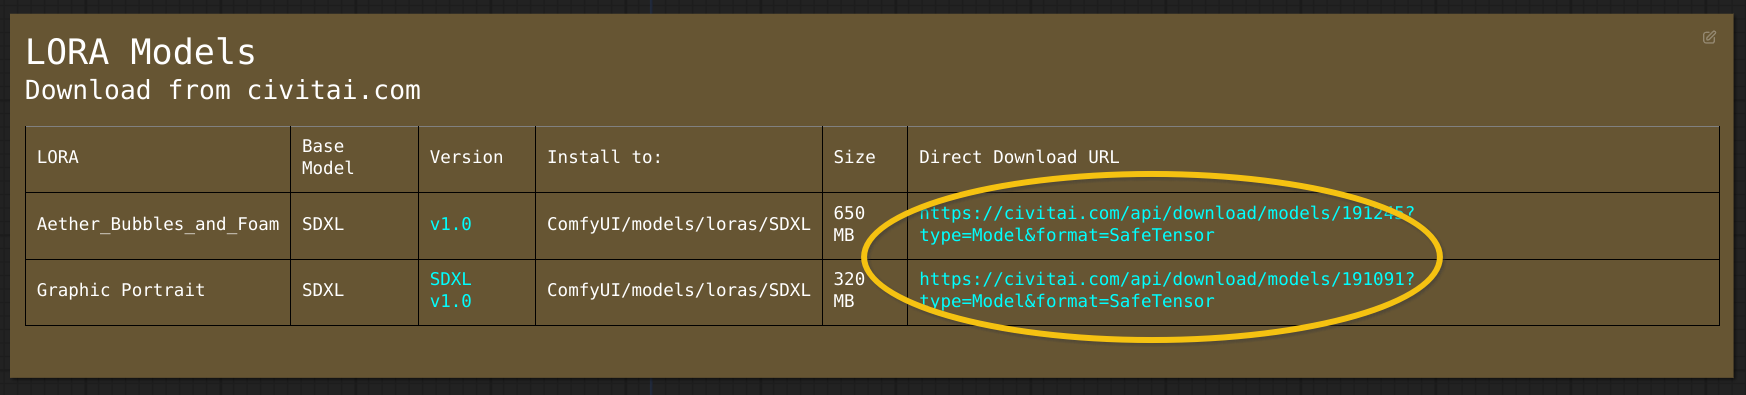 LORA Models
Download from civitai.com
LORA
Base
Model
Version
Install to:
Size
Direct Download URL
Aether_Bubbles_and_Foam
SDXL
v1.0
ComfyUI/models/loras/SDXL
650
MB
https://civitai.com/api/download/models/191245?
type=Model&format=SafeTensor
Graphic Portrait
SDXL
SDXL
v1.0
ComfyUI/models/loras/SDXL
320
MB
https://civitai.com/api/download/models/191091?
type=Model&format=SafeTensor